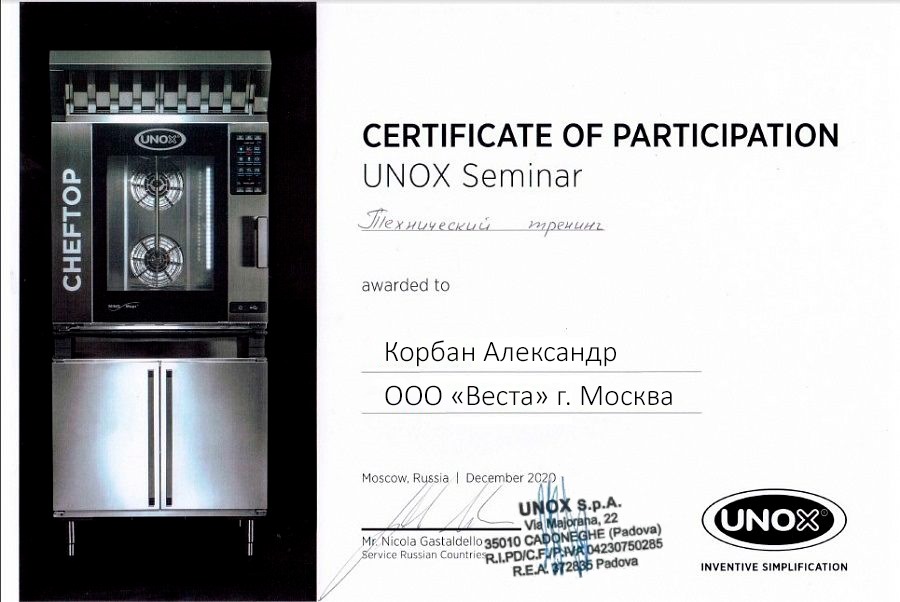 UNOX
CHEFTOP
CERTIFICATE OF PARTICIPATION
UNOX Seminar
Технический тренинг
awarded to
Корбан Александр
ООО «Веста» г. Москва
Moscow, Russia | December 2020
Mr. Nicola Gastaldello
Service Russian Countries
UNOX S.p.A.
Via Majorana, 22
35010 CADONEGHE (Padova)
R.I.PD/C.F./P.IVA 04230750285
R.E.A. 372835 Padova
UNOX
INVENTIVE SIMPLIFICATION